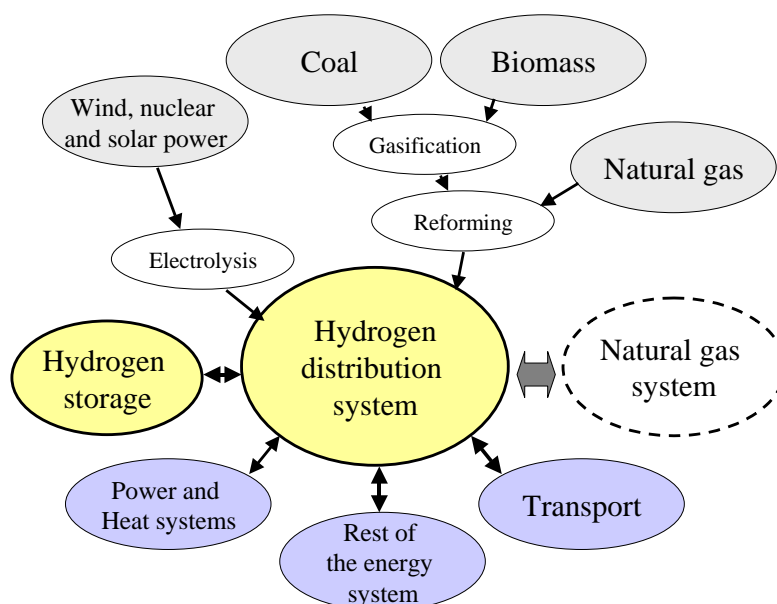 Coal
Biomass
Wind, nuclear
and solar power
Gasification
Natural gas
Reforming
Electrolysis
Hydrogen
distribution
system
Hydrogen
storage
Natural gas
system
Power and
Heat systems
Transport
Rest of
the energy
system